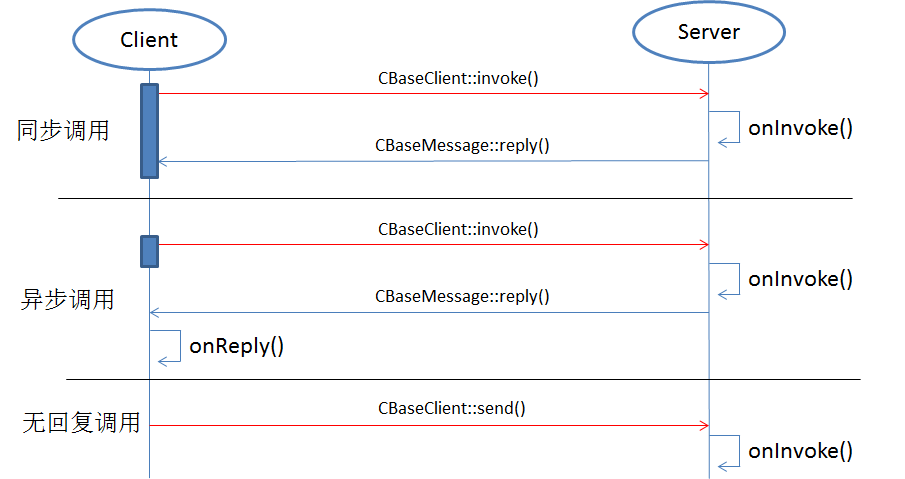 Client
Server
CBaseClient::invoke()
同步调用
onInvoke()
CBaseMessage::reply()
CBaseClient::invoke()
onInvoke()
异步调用
CBaseMessage::reply()
onReply()
CBaseClient::send()
无回复调用
onInvoke()